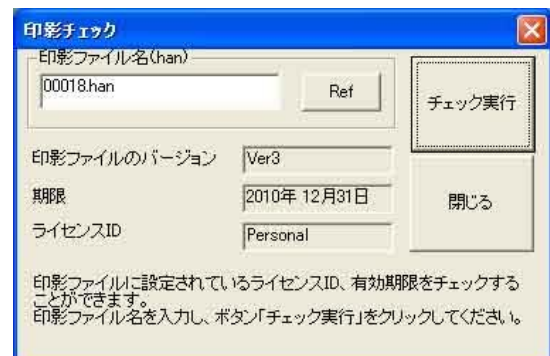 印影チェック
印影ファイル名(han)
00018.han
Ref
チェック実行
印影ファイルのバージョン
Ver3
期限
2010年 12月31日
閉じる
ライセンスID
Personal
印影ファイルに設定されているライセンスID、有効期限をチェックする
ことができます。
印影ファイル名を入力し、ボタン「チェック実行」をクリックしてください。